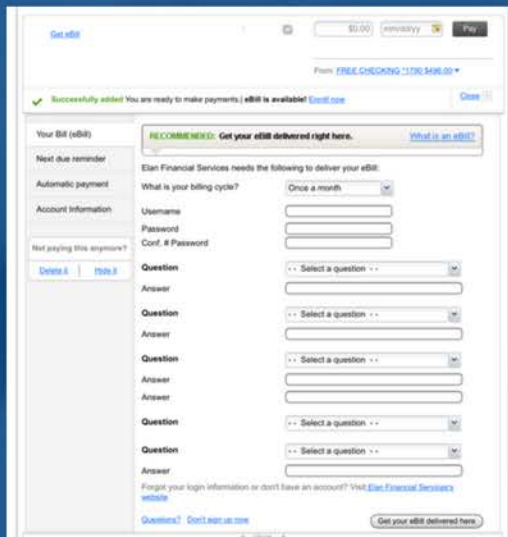 Get eBill
$0.00 mm/dd/yy Pay
From: FREE CHECKING *1790 $496.00
Successfully added You are ready to make payments.| eBill is available! Enroll now Close
Your Bill (eBill)
Next due reminder
Automatic payment
Account Information
Not paying this anymore?
Delete it | Hide it
RECOMMENDED: Get your eBill delivered right here. What is an eBill?
Elan Financial Services needs the following to deliver your eBill:
What is your billing cycle? Once a month
Username
Password
Conf. # Password
Question - - Select a question - -
Answer
Question - - Select a question - -
Answer
Question - - Select a question - -
Answer
Answer
Question - - Select a question - -
Question - - Select a question - -
Answer
Forgot your login information or don't have an account? Visit Elan Financial Services's
website
Questions? Don't sign up now Get your eBill delivered here